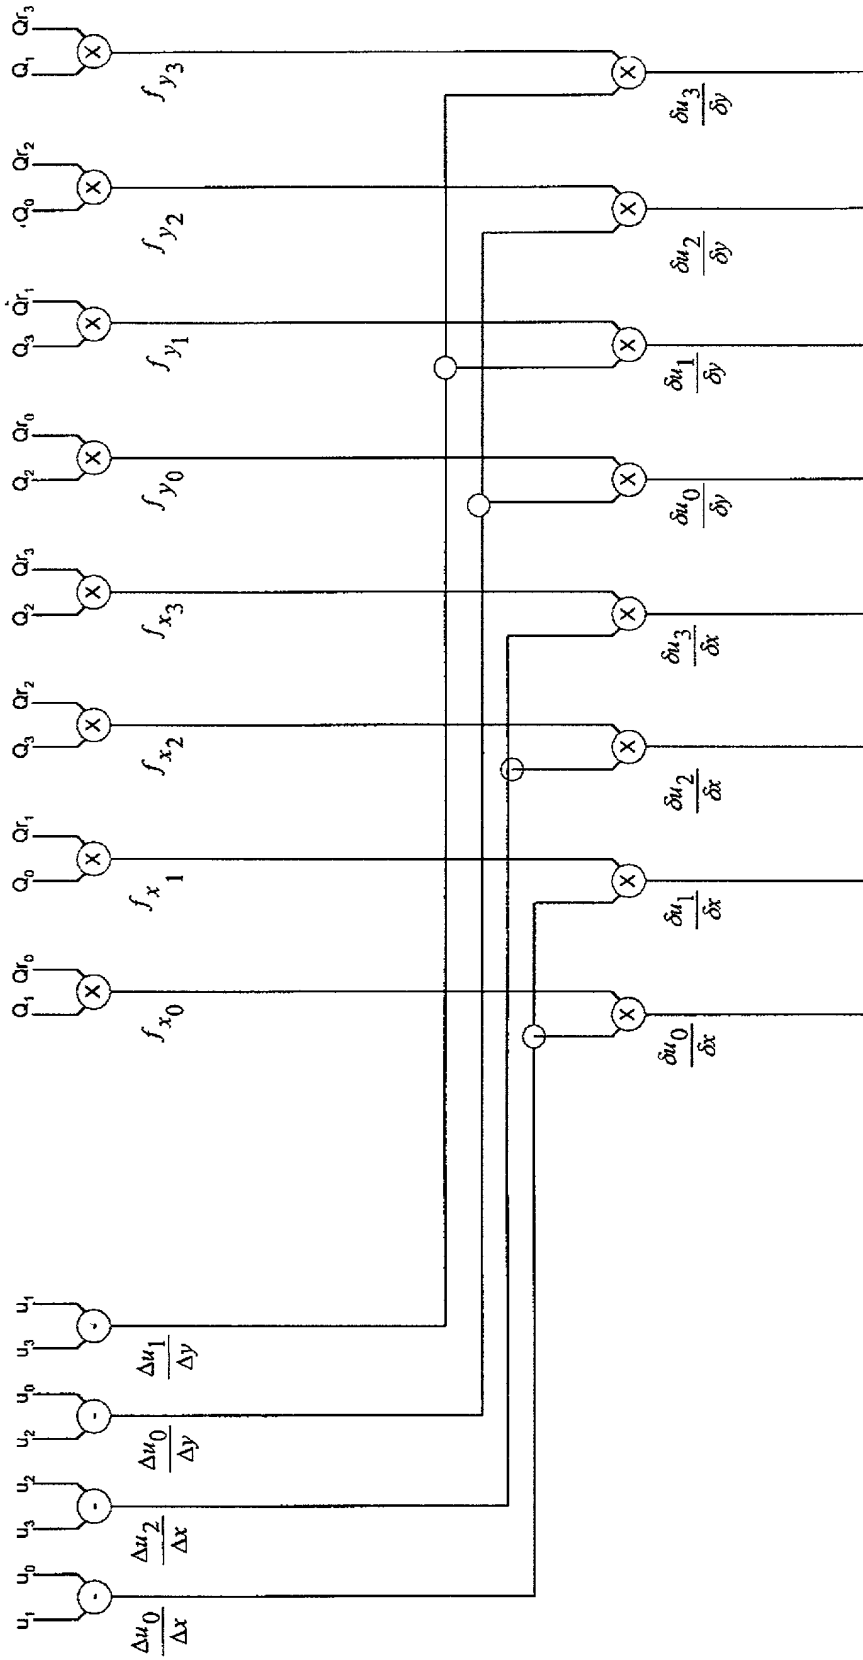 u₁ u₀ u₃ u₂ u₂ u₀ u₃ u₁ Q₁ Qr₀ Q₀ Qr₁ Q₃ Qr₂ Q₂ Qr₃ Q₂ Qr₀ Q₃ Qr₁ Q₀ Qr₂ Q₁ Qr₃
- - - - X X X X X X X X
Δu₀/Δx Δu₂/Δx Δu₀/Δy Δu₁/Δy fx₀ fx₁ fx₂ fx₃ fy₀ fy₁ fy₂ fy₃
X X X X X X X X
δu₀/δx δu₁/δx δu₂/δx δu₃/δx δu₀/δy δu₁/δy δu₂/δy δu₃/δy